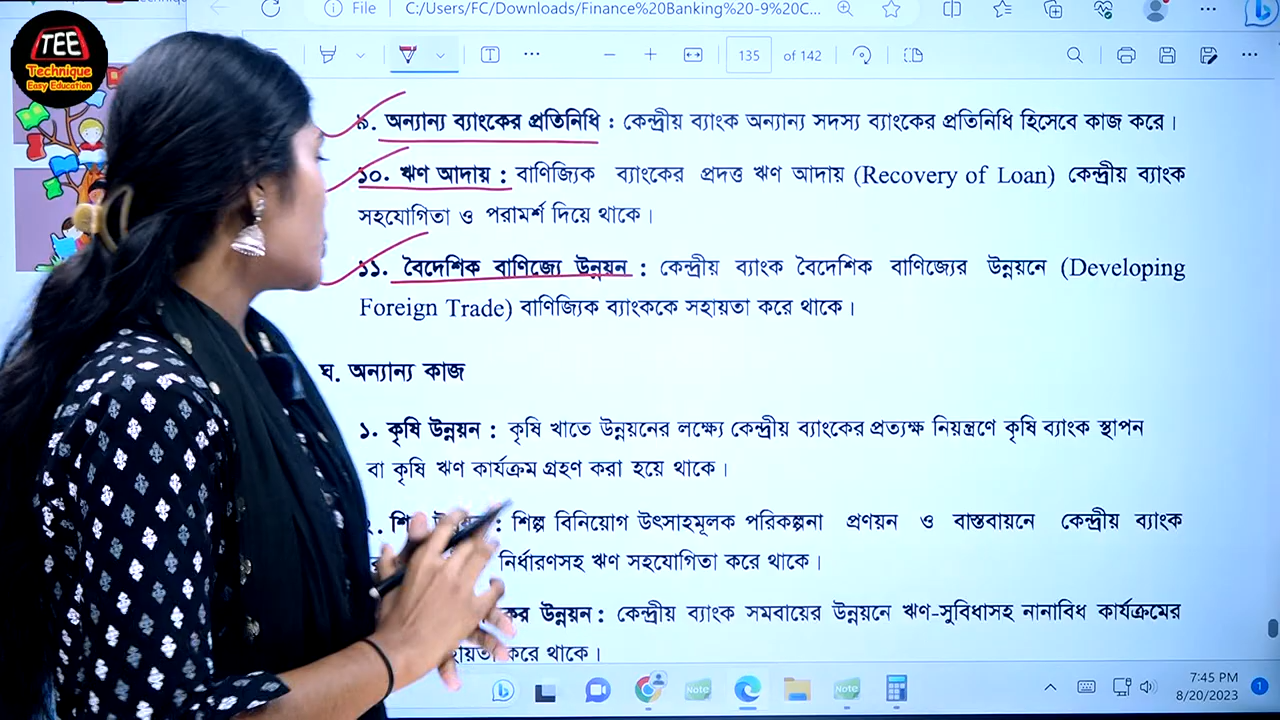 TEE
Technique
Easy Education
File C:/Users/FC/Downloads/Finance%20Banking%20-9%20C...
135 of 142
৯. অন্যান্য ব্যাংকের প্রতিনিধি : কেন্দ্রীয় ব্যাংক অন্যান্য সদস্য ব্যাংকের প্রতিনিধি হিসেবে কাজ করে।
১০. ঋণ আদায় : বাণিজ্যিক ব্যাংকের প্রদত্ত ঋণ আদায় (Recovery of Loan) কেন্দ্রীয় ব্যাংক
সহযোগিতা ও পরামর্শ দিয়ে থাকে।
১১. বৈদেশিক বাণিজ্যে উন্নয়ন : কেন্দ্রীয় ব্যাংক বৈদেশিক বাণিজ্যের উন্নয়নে (Developing
Foreign Trade) বাণিজ্যিক ব্যাংককে সহায়তা করে থাকে।
ঘ. অন্যান্য কাজ
১. কৃষি উন্নয়ন : কৃষি খাতে উন্নয়নের লক্ষ্যে কেন্দ্রীয় ব্যাংকের প্রত্যক্ষ নিয়ন্ত্রণে কৃষি ব্যাংক স্থাপন
বা কৃষি ঋণ কার্যক্রম গ্রহণ করা হয়ে থাকে।
: শিল্প বিনিয়োগ উৎসাহমূলক পরিকল্পনা প্রণয়ন ও বাস্তবায়নে কেন্দ্রীয় ব্যাংক
নির্ধারণসহ ঋণ সহযোগিতা করে থাকে।
উন্নয়ন : কেন্দ্রীয় ব্যাংক সমবায়ের উন্নয়নে ঋণ-সুবিধাসহ নানাবিধ কার্যক্রমের
করে থাকে।
Note Note
7:45 PM
8/20/2023
1